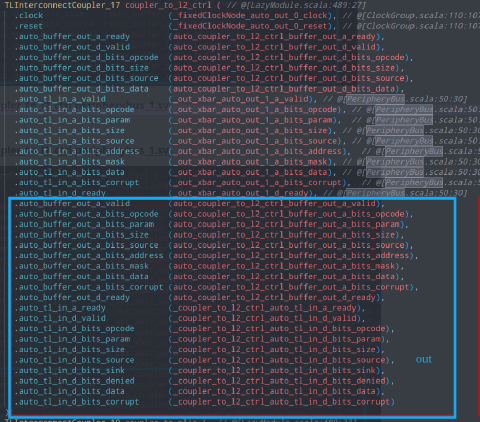 TLInterconnectCoupler_17 coupler_to_l2_ctrl ( // @[LazyModule.scala:489:27]
.clock (_fixedClockNode_auto_out_0_clock), // @[ClockGroup.scala:110:107
.reset (_fixedClockNode_auto_out_0_reset), // @[ClockGroup.scala:110:107
.auto_buffer_out_a_ready (auto_coupler_to_l2_ctrl_buffer_out_a_ready),
.auto_buffer_out_d_valid (auto_coupler_to_l2_ctrl_buffer_out_d_valid),
.auto_buffer_out_d_bits_opcode (auto_coupler_to_l2_ctrl_buffer_out_d_bits_opcode),
.auto_buffer_out_d_bits_size (auto_coupler_to_l2_ctrl_buffer_out_d_bits_size),
.auto_buffer_out_d_bits_source (auto_coupler_to_l2_ctrl_buffer_out_d_bits_source),
.auto_buffer_out_d_bits_data (auto_coupler_to_l2_ctrl_buffer_out_d_bits_data),
.auto_tl_in_a_valid (_out_xbar_auto_out_1_a_valid), // @[PeripheryBus.scala:50:30]
.auto_tl_in_a_bits_opcode (_out_xbar_auto_out_1_a_bits_opcode), // @[PeripheryBus.scala:50:
.auto_tl_in_a_bits_param (_out_xbar_auto_out_1_a_bits_param), // @[PeripheryBus.scala:50:30
.auto_tl_in_a_bits_size (_out_xbar_auto_out_1_a_bits_size), // @[PeripheryBus.scala:50:30
.auto_tl_in_a_bits_source (_out_xbar_auto_out_1_a_bits_source), // @[PeripheryBus.scala:50:
.auto_tl_in_a_bits_address (_out_xbar_auto_out_1_a_bits_address), // @[PeripheryBus.scala:50
.auto_tl_in_a_bits_mask (_out_xbar_auto_out_1_a_bits_mask), // @[PeripheryBus.scala:50:30
.auto_tl_in_a_bits_data (_out_xbar_auto_out_1_a_bits_data), // @[PeripheryBus.scala:50:30
.auto_tl_in_a_bits_corrupt (_out_xbar_auto_out_1_a_bits_corrupt), // @[PeripheryBus.scala:50
.auto_tl_in_d_ready (_out_xbar_auto_out_1_d_ready), // @[PeripheryBus.scala:50:30]
.auto_buffer_out_a_valid (auto_coupler_to_l2_ctrl_buffer_out_a_valid),
.auto_buffer_out_a_bits_opcode (auto_coupler_to_l2_ctrl_buffer_out_a_bits_opcode),
.auto_buffer_out_a_bits_param (auto_coupler_to_l2_ctrl_buffer_out_a_bits_param),
.auto_buffer_out_a_bits_size (auto_coupler_to_l2_ctrl_buffer_out_a_bits_size),
.auto_buffer_out_a_bits_source (auto_coupler_to_l2_ctrl_buffer_out_a_bits_source),
.auto_buffer_out_a_bits_address (auto_coupler_to_l2_ctrl_buffer_out_a_bits_address),
.auto_buffer_out_a_bits_mask (auto_coupler_to_l2_ctrl_buffer_out_a_bits_mask),
.auto_buffer_out_a_bits_data (auto_coupler_to_l2_ctrl_buffer_out_a_bits_data),
.auto_buffer_out_a_bits_corrupt (auto_coupler_to_l2_ctrl_buffer_out_a_bits_corrupt),
.auto_buffer_out_d_ready (auto_coupler_to_l2_ctrl_buffer_out_d_ready),
.auto_tl_in_a_ready (_coupler_to_l2_ctrl_auto_tl_in_a_ready),
.auto_tl_in_d_valid (_coupler_to_l2_ctrl_auto_tl_in_d_valid),
.auto_tl_in_d_bits_opcode (_coupler_to_l2_ctrl_auto_tl_in_d_bits_opcode),
.auto_tl_in_d_bits_param (_coupler_to_l2_ctrl_auto_tl_in_d_bits_param),
.auto_tl_in_d_bits_size (_coupler_to_l2_ctrl_auto_tl_in_d_bits_size),
.auto_tl_in_d_bits_source (_coupler_to_l2_ctrl_auto_tl_in_d_bits_source), out
.auto_tl_in_d_bits_sink (_coupler_to_l2_ctrl_auto_tl_in_d_bits_sink),
.auto_tl_in_d_bits_denied (_coupler_to_l2_ctrl_auto_tl_in_d_bits_denied),
.auto_tl_in_d_bits_data (_coupler_to_l2_ctrl_auto_tl_in_d_bits_data),
.auto_tl_in_d_bits_corrupt (_coupler_to_l2_ctrl_auto_tl_in_d_bits_corrupt)